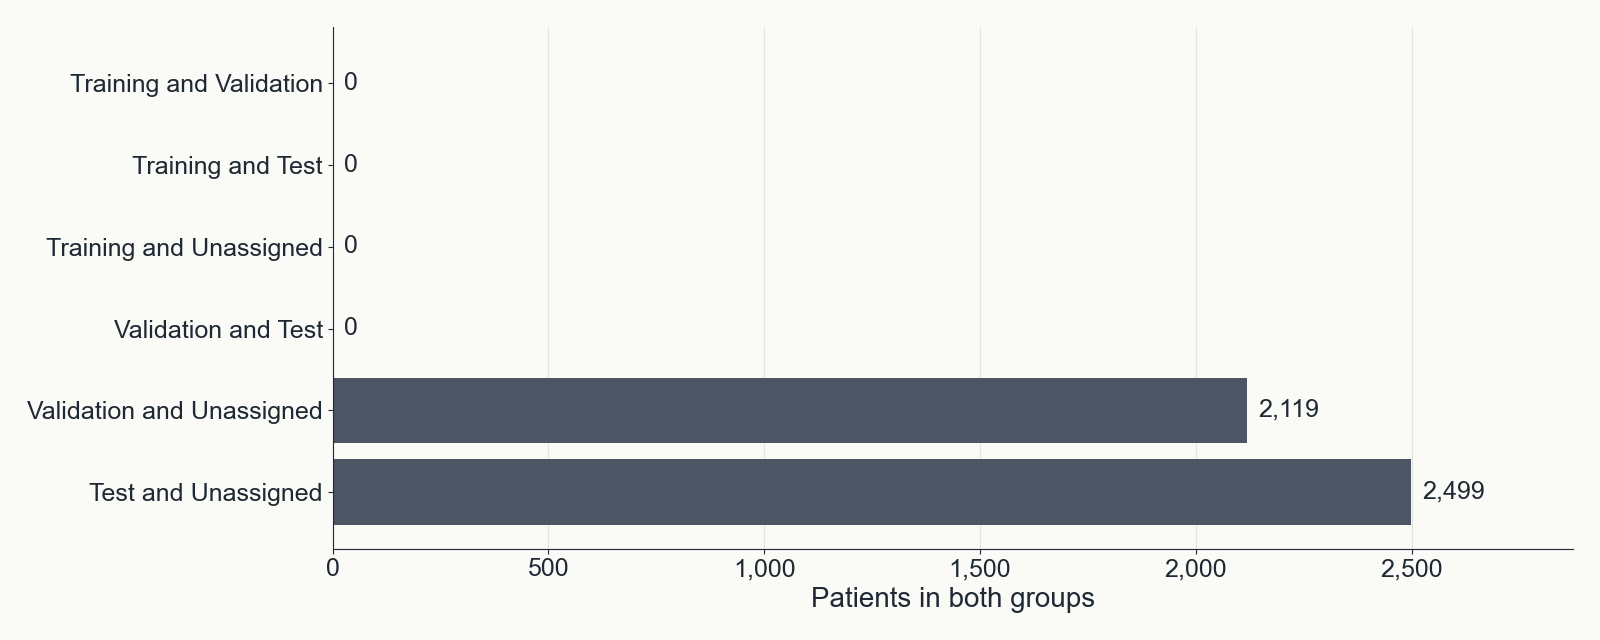 Training and Validation 0
Training and Test 0
Training and Unassigned 0
Validation and Test 0
Validation and Unassigned 2,119
Test and Unassigned 2,499
0 500 1,000 1,500 2,000 2,500
Patients in both groups